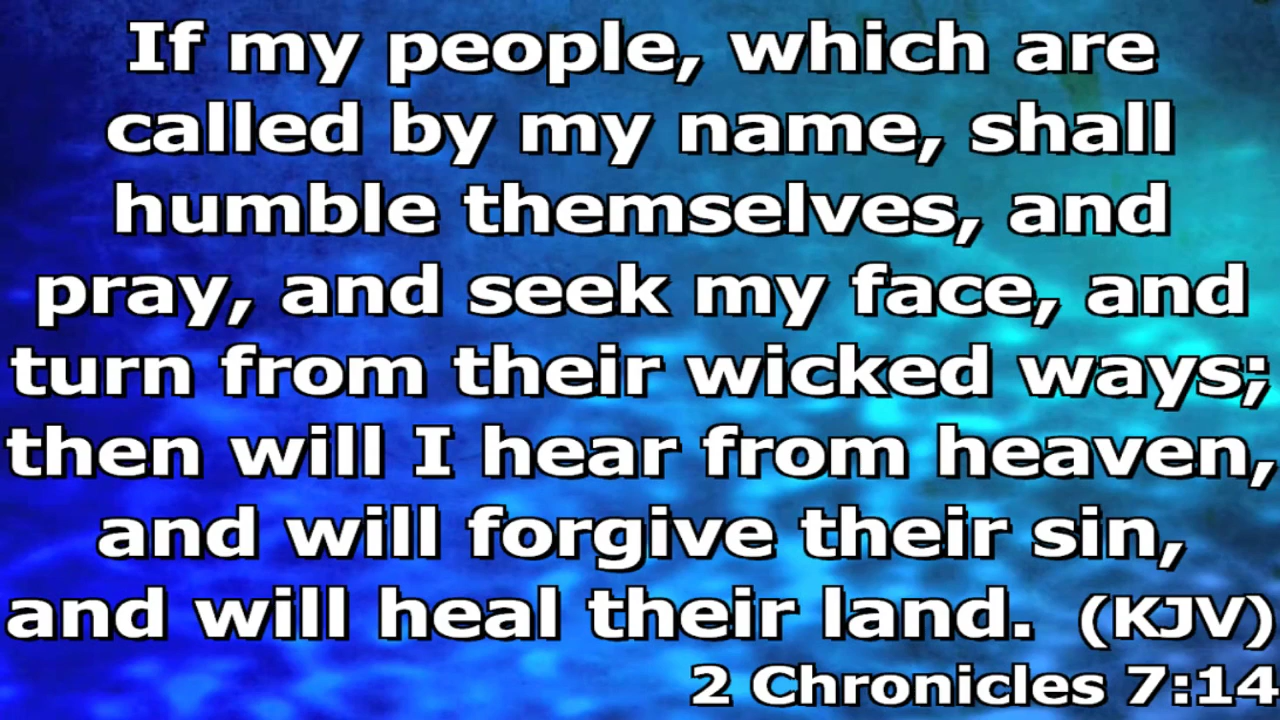 If my people, which are
called by my name, shall
humble themselves, and
pray, and seek my face, and
turn from their wicked ways;
then will I hear from heaven,
and will forgive their sin,
and will heal their land. (KJV)
2 Chronicles 7:14